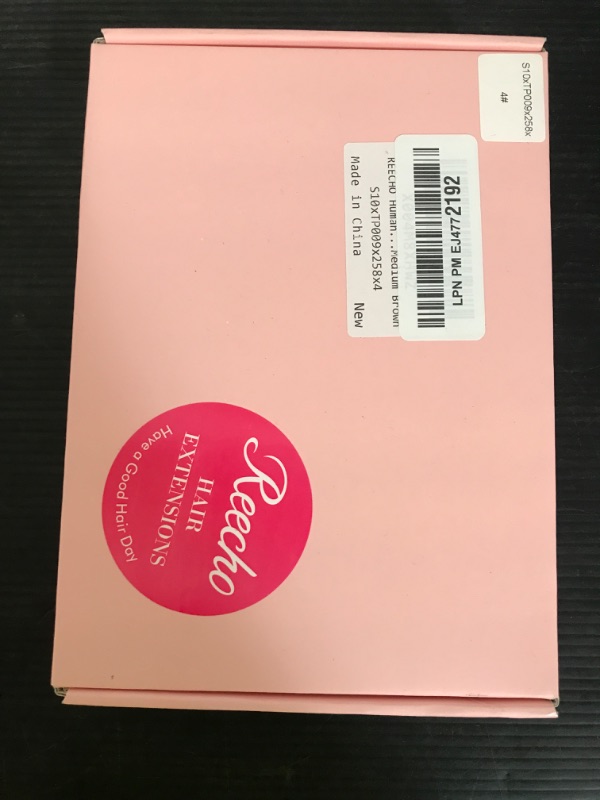 S10xTP009x258x
4#
LPN PM EJ4772192
REECHO Human...Medium Brown
S10xTP009x258x4
Made in China
New
Reecho
HAIR
EXTENSIONS
Have a Good Hair Day